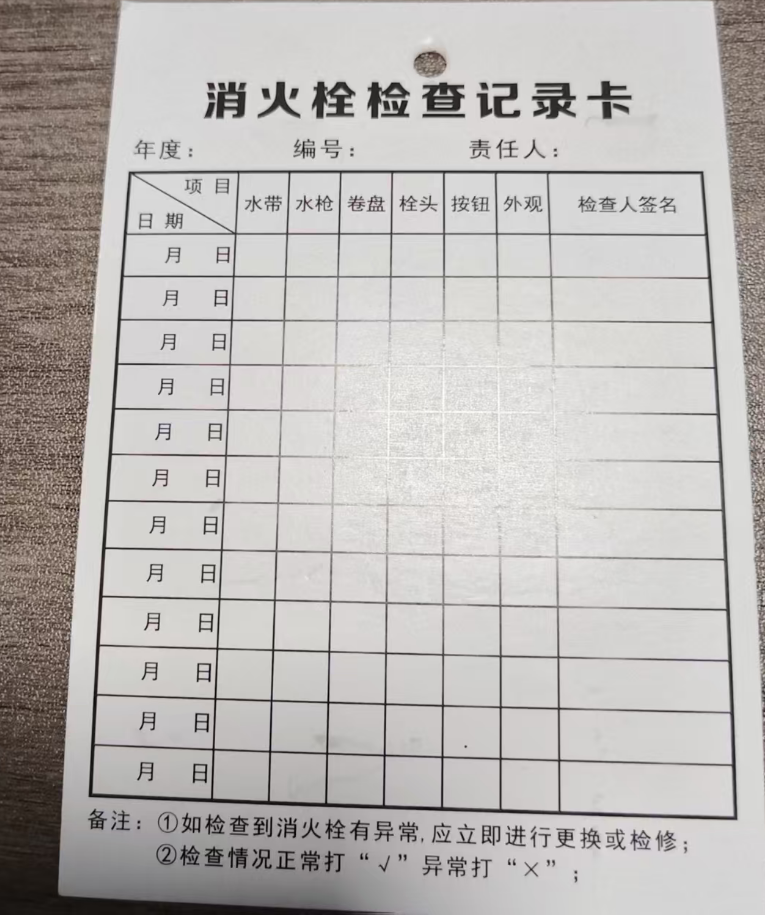 消火栓检查记录卡
年度： 编号： 责任人：
项 目
日 期 水带 水枪 卷盘 栓头 按钮 外观 检查人签名
月 日
月 日
月 日
月 日
月 日
月 日
月 日
月 日
月 日
月 日
月 日
月 日
备注：①如检查到消火栓有异常,应立即进行更换或检修；
②检查情况正常打“√”异常打“×”；